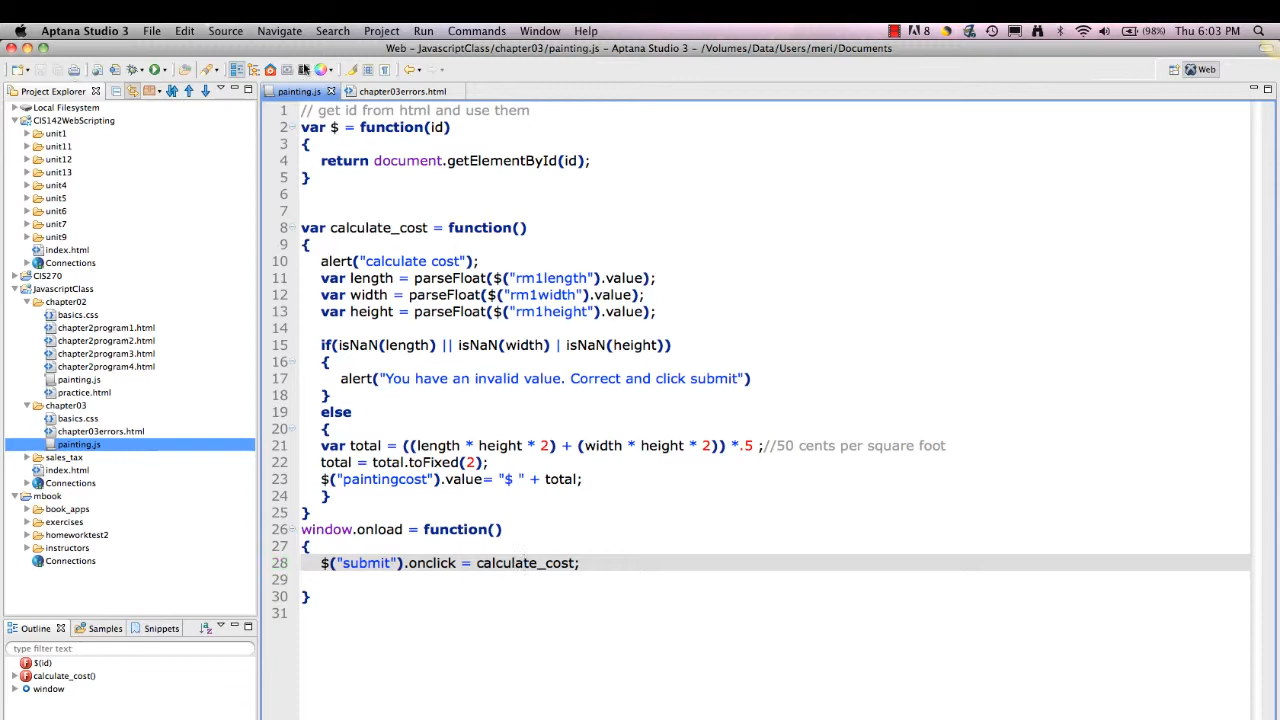 Aptana Studio 3 File Edit Source Navigate Search Project Run Commands Window Help 8 (98%) Thu 6:03 PM
Web - JavascriptClass/chapter03/painting.js - Aptana Studio 3 - /Volumes/Data/Users/meri/Documents
Web
Project Explorer
painting.js chapter03errors.html
Local Filesystem
CIS142WebScripting
unit1
unit11
unit12
unit13
unit4
unit5
unit6
unit7
unit9
index.html
Connections
CIS270
JavascriptClass
chapter02
basics.css
chapter2program1.html
chapter2program2.html
chapter2program3.html
chapter2program4.html
painting.js
practice.html
chapter03
basics.css
chapter03errors.html
painting.js
sales_tax
index.html
Connections
mbook
book_apps
exercises
homeworktest2
instructors
Connections
Outline Samples Snippets
type filter text
$(id)
calculate_cost()
window
1 // get id from html and use them
2 var $ = function(id)
3 {
4 return document.getElementById(id);
5 }
6
7
8 var calculate_cost = function()
9 {
10 alert("calculate cost");
11 var length = parseFloat($("rm1length").value);
12 var width = parseFloat($("rm1width").value);
13 var height = parseFloat($("rm1height").value);
14
15 if(isNaN(length) || isNaN(width) | isNaN(height))
16 {
17 alert("You have an invalid value. Correct and click submit")
18 }
19 else
20 {
21 var total = ((length * height * 2) + (width * height * 2)) *.5 ;//50 cents per square foot
22 total = total.toFixed(2);
23 $("paintingcost").value= "$ " + total;
24 }
25 }
26 window.onload = function()
27 {
28 $("submit").onclick = calculate_cost;
29
30 }
31